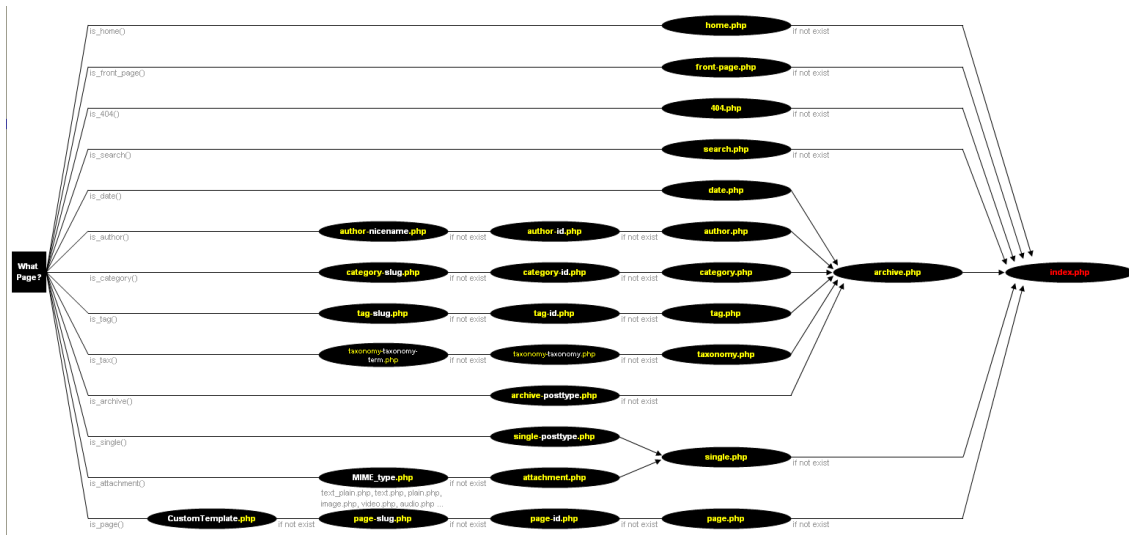 home.php
is_home()
if not exist
front-page.php
is_front_page()
if not exist
404.php
is_404()
if not exist
search.php
is_search()
if not exist
date.php
is_date()
author-nicename.php
author-id.php
author.php
is_author()
if not exist
if not exist
What
Page?
category-slug.php
category-id.php
category.php
archive.php
index.php
is_category()
if not exist
if not exist
tag-slug.php
tag-id.php
tag.php
is_tag()
if not exist
if not exist
taxonomy-taxonomy-
term.php
taxonomy-taxonomy.php
taxonomy.php
is_tax()
if not exist
if not exist
archive-posttype.php
is_archive()
if not exist
single-posttype.php
is_single()
single.php
if not exist
MIME_type.php
attachment.php
is_attachment()
if not exist
text_plain.php, text.php, plain.php,
image.php, video.php, audio.php ...
CustomTemplate.php
page-slug.php
page-id.php
page.php
is_page()
if not exist
if not exist
if not exist
if not exist